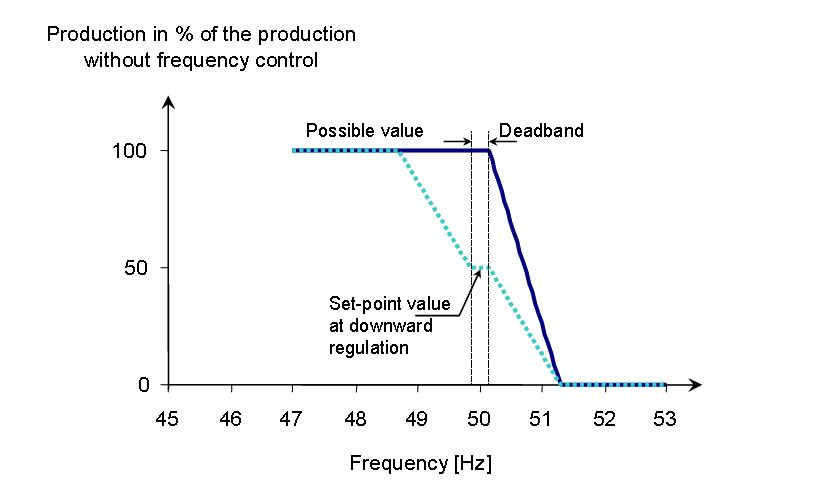 Production in % of the production
without frequency control
Possible value
Deadband
100
50
Set-point value
at downward
regulation
0
45 46 47 48 49 50 51 52 53
Frequency [Hz]